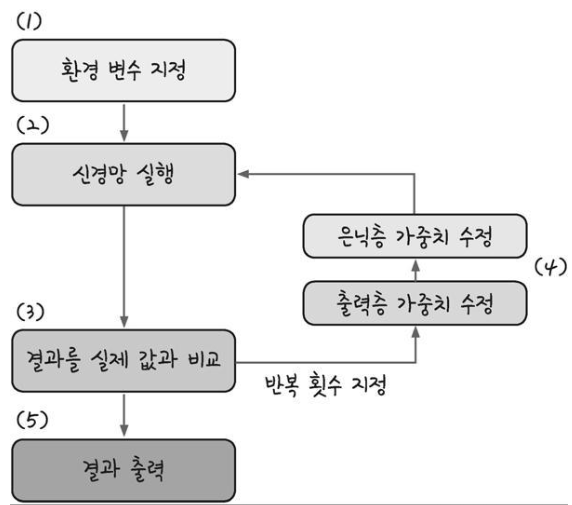 (1)
환경 변수 지정
(2)
신경망 실행
은닉층 가중치 수정
(4)
출력층 가중치 수정
(3)
결과를 실제 값과 비교
반복 횟수 지정
(5)
결과 출력